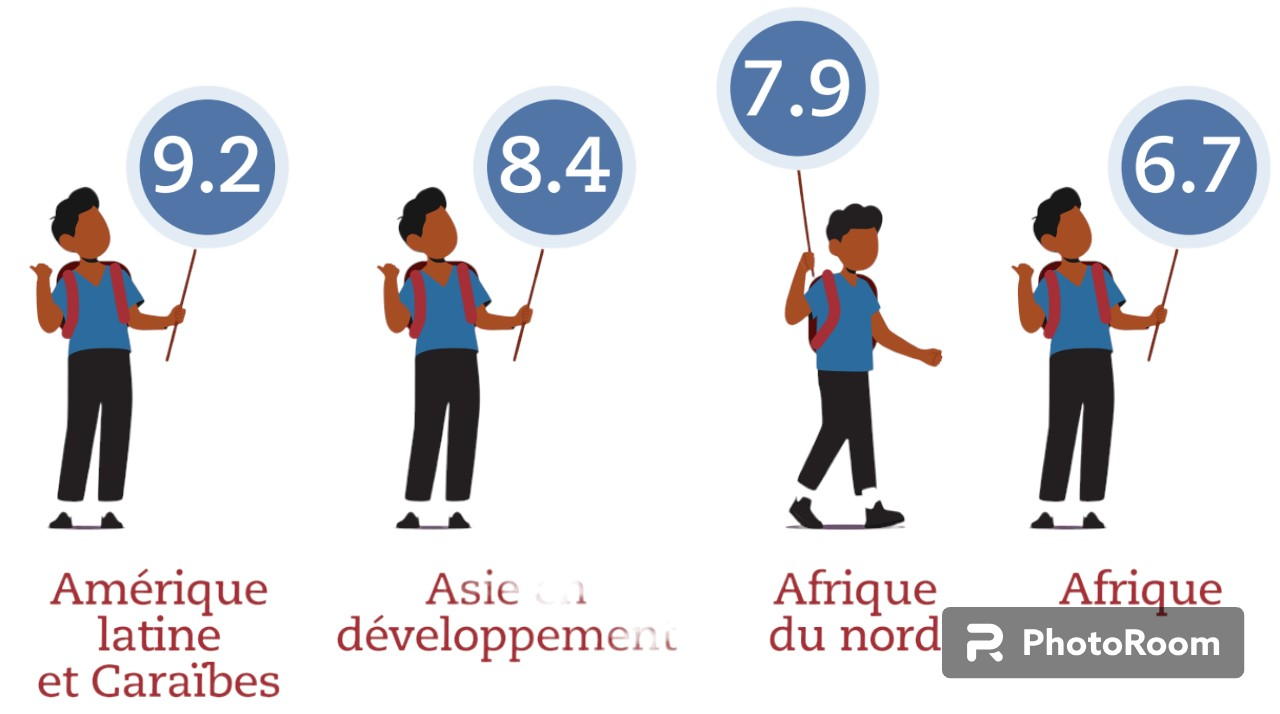 9.2
8.4
7.9
6.7
Amérique
latine
et Caraïbes
Asie en
développement
Afrique
du nord
Afrique
PhotoRoom